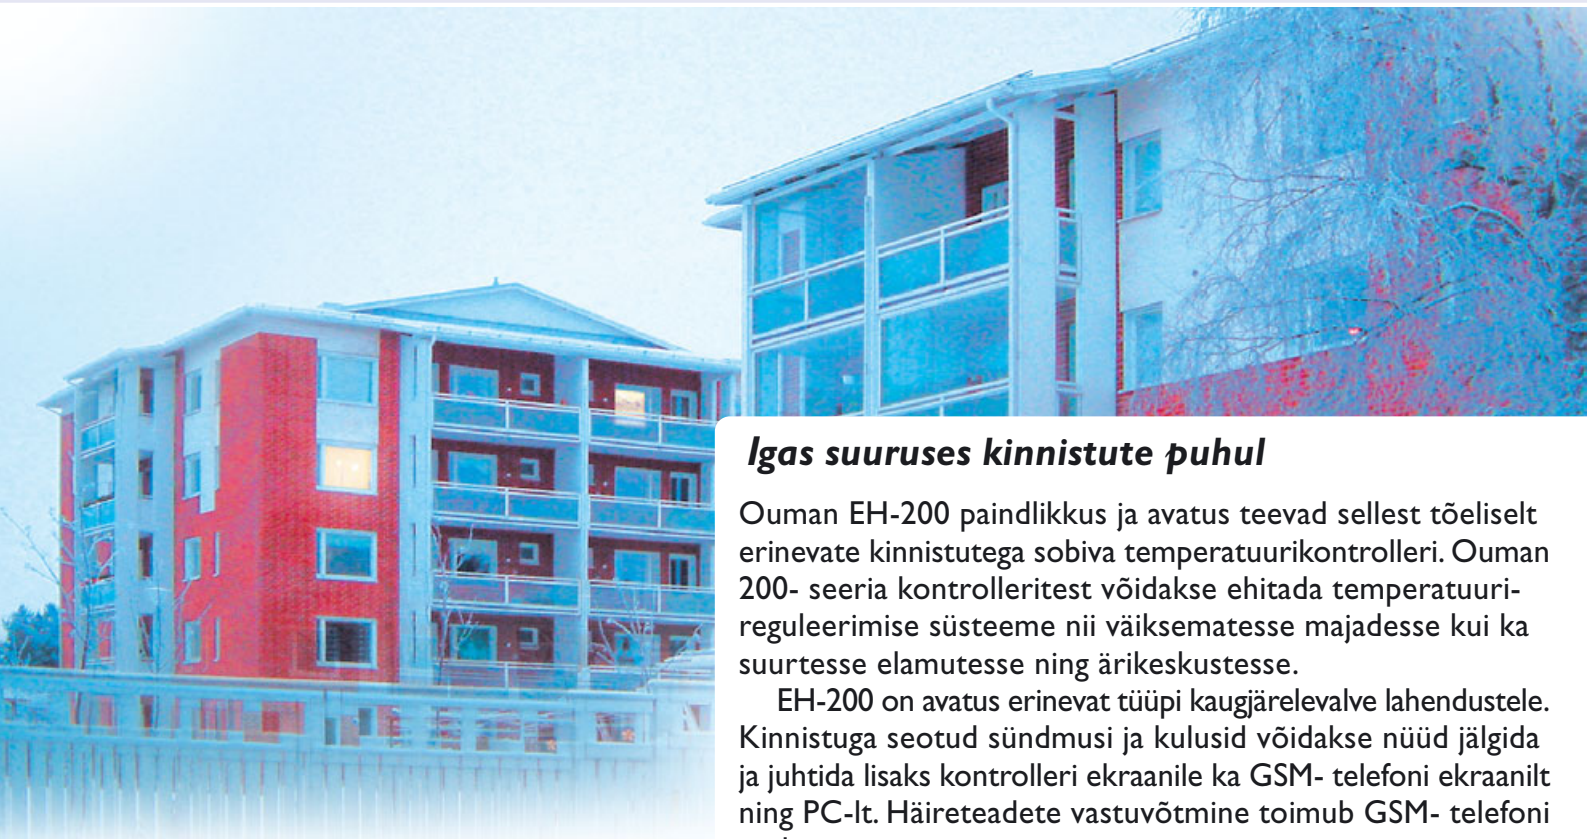 Igas suuruses kinnistute puhul
Ouman EH-200 paindlikkus ja avatus teevad sellest tõeliselt
erinevate kinnistutega sobiva temperatuurikontrolleri. Ouman
200- seeria kontrolleritest võidakse ehitada temperatuuri-
reguleerimise süsteeme nii väiksematesse majadesse kui ka
suurtesse elamutesse ning ärikeskustesse.
EH-200 on avatus erinevat tüüpi kaugjärelevalve lahendustele.
Kinnistuga seotud sündmusi ja kulusid võidakse nüüd jälgida
ja juhtida lisaks kontrolleri ekraanile ka GSM- telefoni ekraanilt
ning PC-lt. Häireteadete vastuvõtmine toimub GSM- telefoni